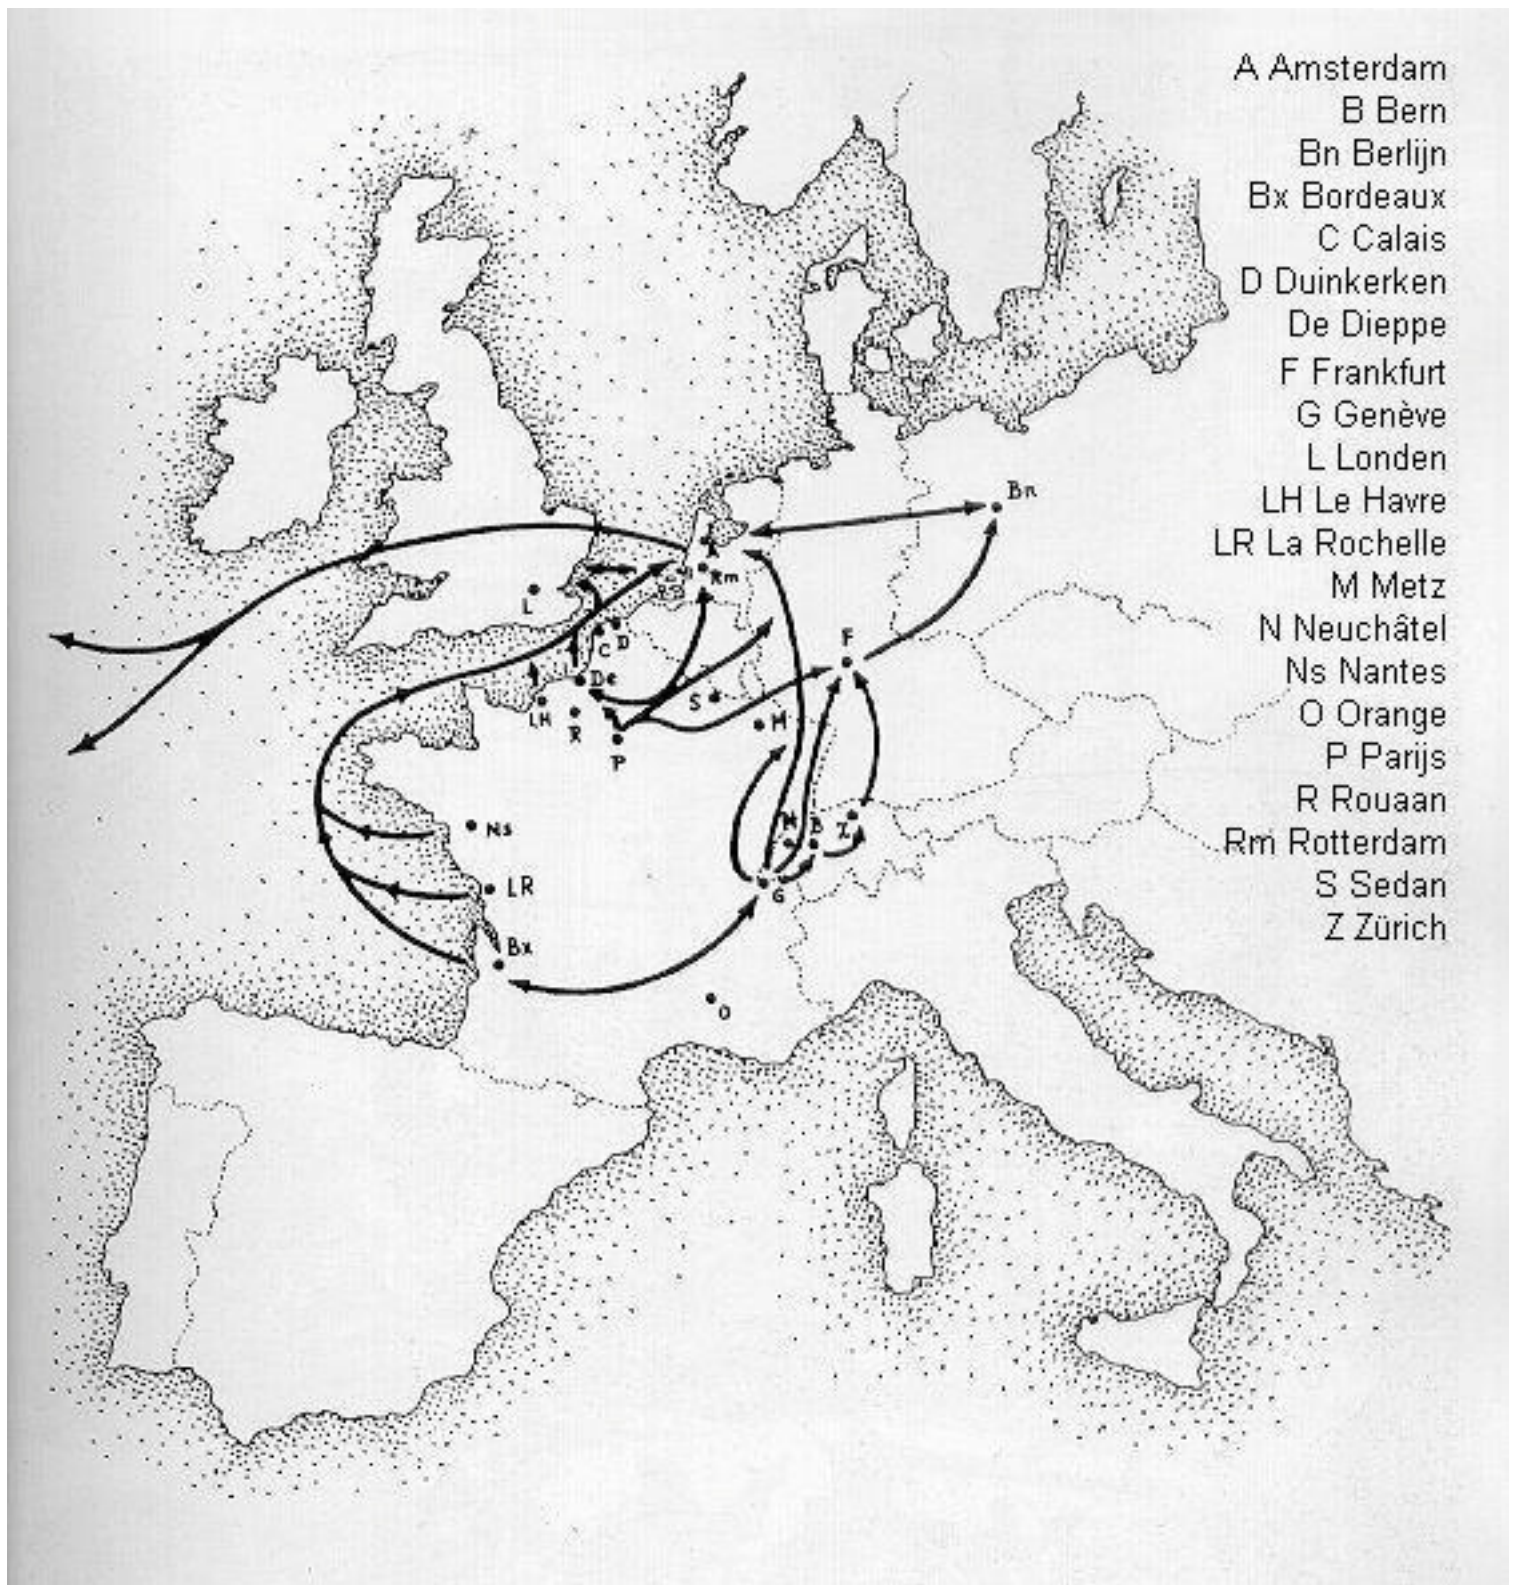 A Amsterdam
B Bern
Bn Berlijn
Bx Bordeaux
C Calais
D Duinkerken
De Dieppe
F Frankfurt
G Genève
L Londen
LH Le Havre
LR La Rochelle
M Metz
N Neuchâtel
Ns Nantes
O Orange
P Parijs
R Rouaan
Rm Rotterdam
S Sedan
Z Zürich
Bn
A
Rm
L
C D
F
De
S
LH
R
M
P
Ns
N B Z
LR
G
Bx
O